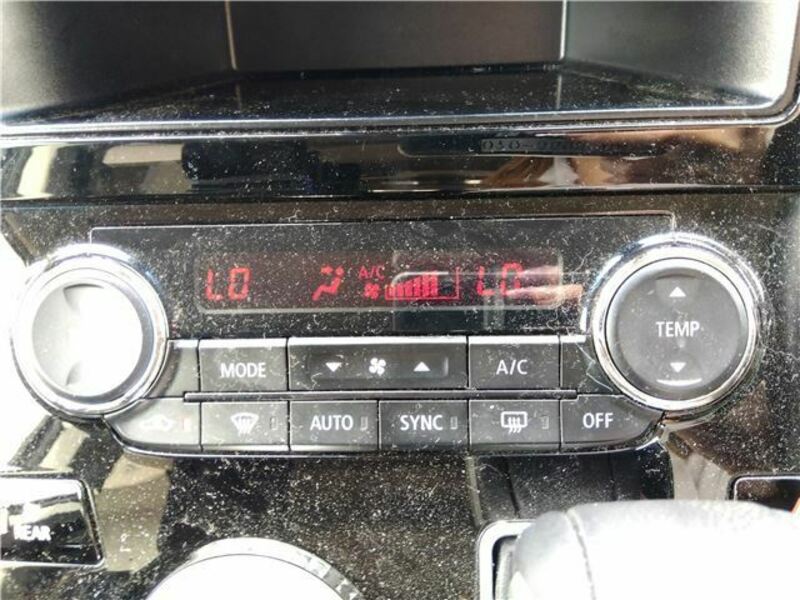 LO A/C LO
TEMP
MODE A/C
AUTO SYNC OFF
REAR